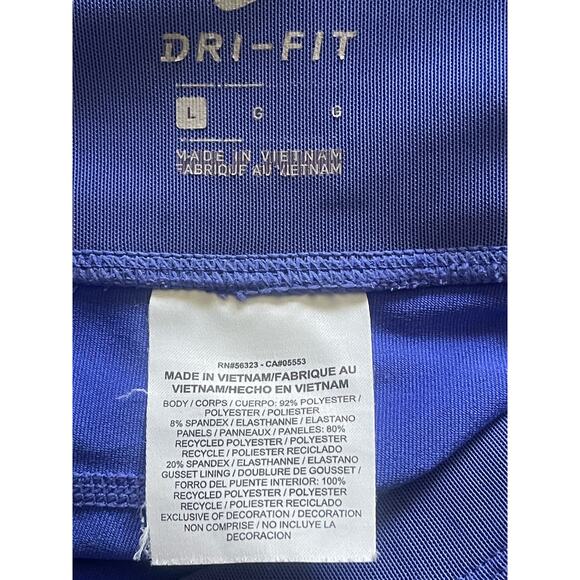 DRI-FIT
L G G
MADE IN VIETNAM
FABRIQUE AU VIETNAM
RN#56323 - CA#05553
MADE IN VIETNAM/FABRIQUE AU
VIETNAM/HECHO EN VIETNAM
BODY / CORPS / CUERPO: 92% POLYESTER
/ POLYESTER / POLIESTER
8% SPANDEX / ELASTHANNE / ELASTANO
PANELS / PANNEAUX / PANELES: 80%
RECYCLED POLYESTER / POLYESTER
RECYCLE / POLIESTER RECICLADO
20% SPANDEX / ELASTHANNE / ELASTANO
GUSSET LINING / DOUBLURE DE GOUSSET /
FORRO DEL PUENTE INTERIOR: 100%
RECYCLED POLYESTER / POLYESTER
RECYCLE / POLIESTER RECICLADO
EXCLUSIVE OF DECORATION / DECORATION
NON COMPRISE / NO INCLUYE LA
DECORACION